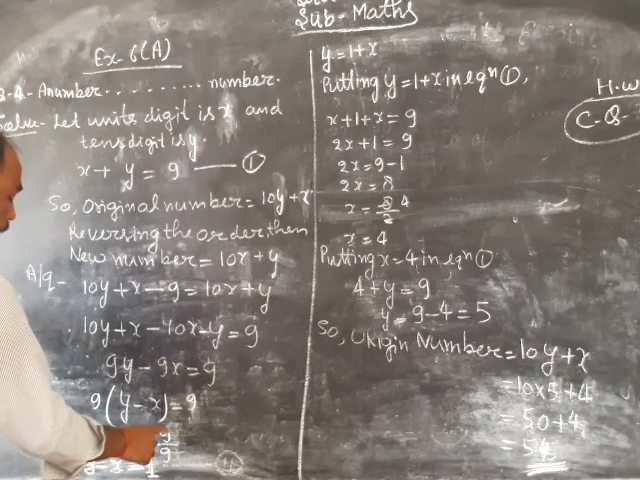 Sub- Maths
Ex- 6(A)
Q-4- A number. . . . . . . . . number.
Solu- Let units digit is x and
tens digit is y.
x + y = 9 —— ①
So, original number = 10y + x
Reversing the order then
New number = 10x + y
A/q- 10y + x - 9 = 10x + y
10y + x - 10x - y = 9
9y - 9x = 9
9(y - x) = 9
9
9
y - x = 1
y = 1 + x
Putting y = 1 + x in eqn ①,
x + 1 + x = 9
2x + 1 = 9
2x = 9 - 1
2x = 8
x = 8/2 4
x = 4
Putting x = 4 in eqn ①
4 + y = 9
y = 9 - 4 = 5
So, Origin Number = 10y + x
= 10x5 + 4
= 50 + 4
= 54
H.W
C-Q-